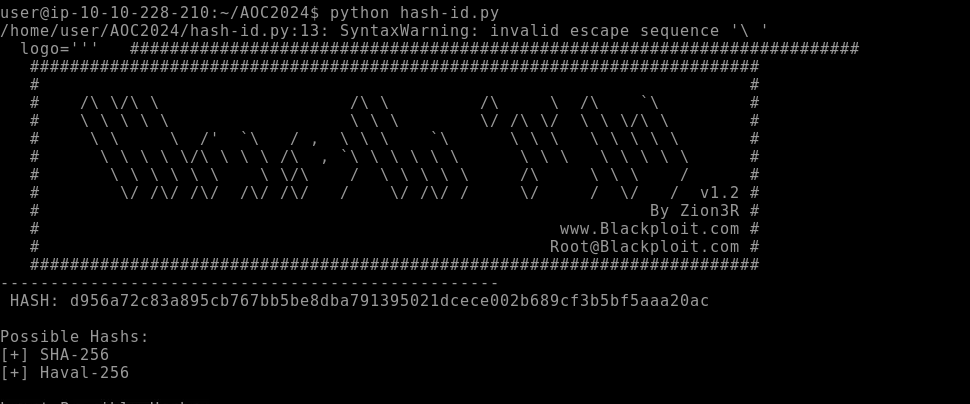 user@ip-10-10-228-210:~/AOC2024$ python hash-id.py
/home/user/AOC2024/hash-id.py:13: SyntaxWarning: invalid escape sequence '\ '
  logo='''   #########################################################################
   #########################################################################
   #                                                                       #
   #    /\ \/\ \                   /\ \         /\     \  /\    `\         #
   #    \ \ \ \ \                  \ \ \        \/ /\ \/  \ \ \/\ \        #
   #     \ \     \  /'  `\   / ,  \ \ \    `\      \ \ \   \ \ \ \ \       #
   #      \ \ \ \ \/\ \ \ \ /\  , `\ \ \ \ \ \      \ \ \   \ \ \ \ \      #
   #       \ \ \ \ \ \    \ \/\    /  \ \ \ \ \     /\     \ \ \    /      #
   #        \/ /\/ /\/  /\/ /\/   /    \/ /\/ /     \/     /  \/   /  v1.2 #
   #                                                             By Zion3R #
   #                                                    www.Blackploit.com #
   #                                                   Root@Blackploit.com #
   #########################################################################
--------------------------------------------------
 HASH: d956a72c83a895cb767bb5be8dba791395021dcece002b689cf3b5bf5aaa20ac
Possible Hashs:
[+] SHA-256
[+] Haval-256